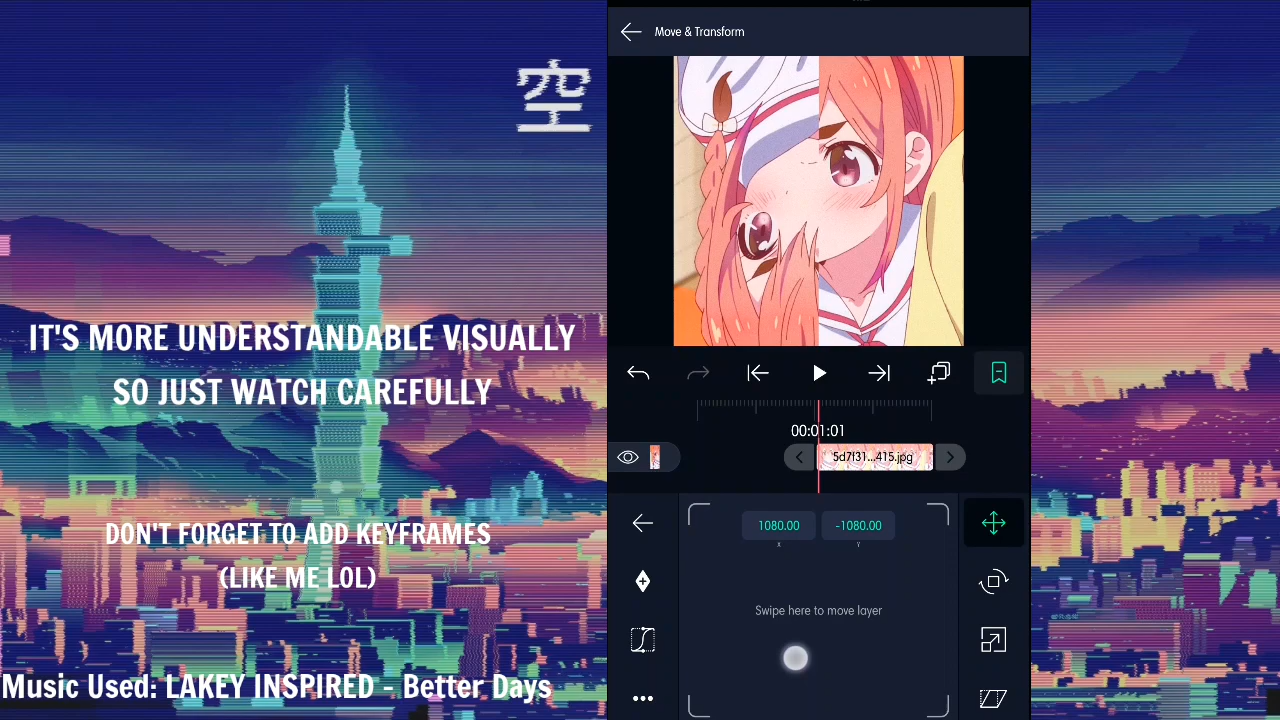 空
IT'S MORE UNDERSTANDABLE VISUALLY
SO JUST WATCH CAREFULLY
DON'T FORGET TO ADD KEYFRAMES
(LIKE ME LOL)
Music Used: LAKEY INSPIRED - Better Days
Move & Transform
00:01:01
5d7f31...415.jpg
1080.00 -1080.00
X Y
Swipe here to move layer